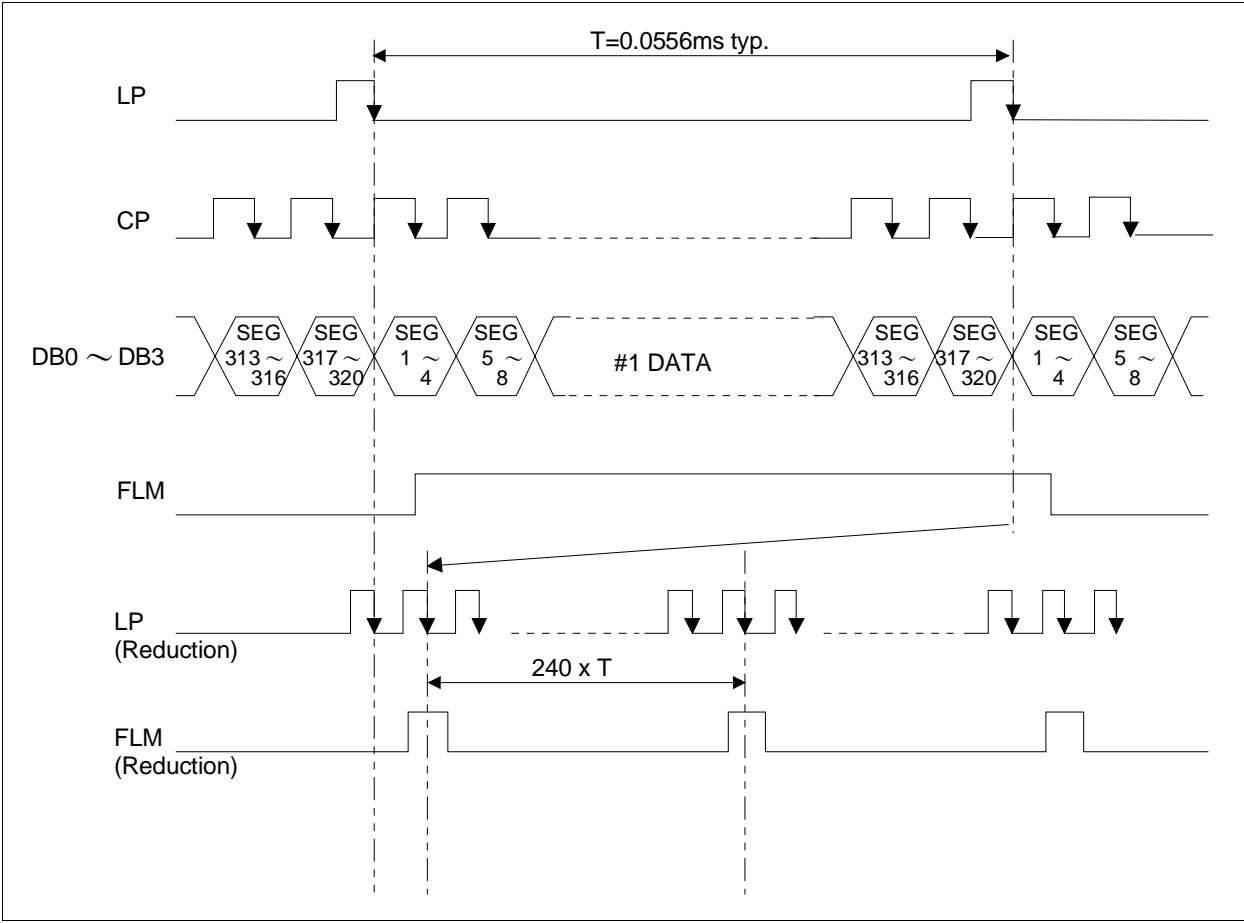 T=0.0556ms typ.
LP
CP
DB0 ～ DB3
SEG
313～
316
SEG
317～
320
SEG
1 ～
4
SEG
5 ～
8
#1 DATA
SEG
313～
316
SEG
317～
320
SEG
1 ～
4
SEG
5 ～
8
FLM
LP
(Reduction)
240 x T
FLM
(Reduction)